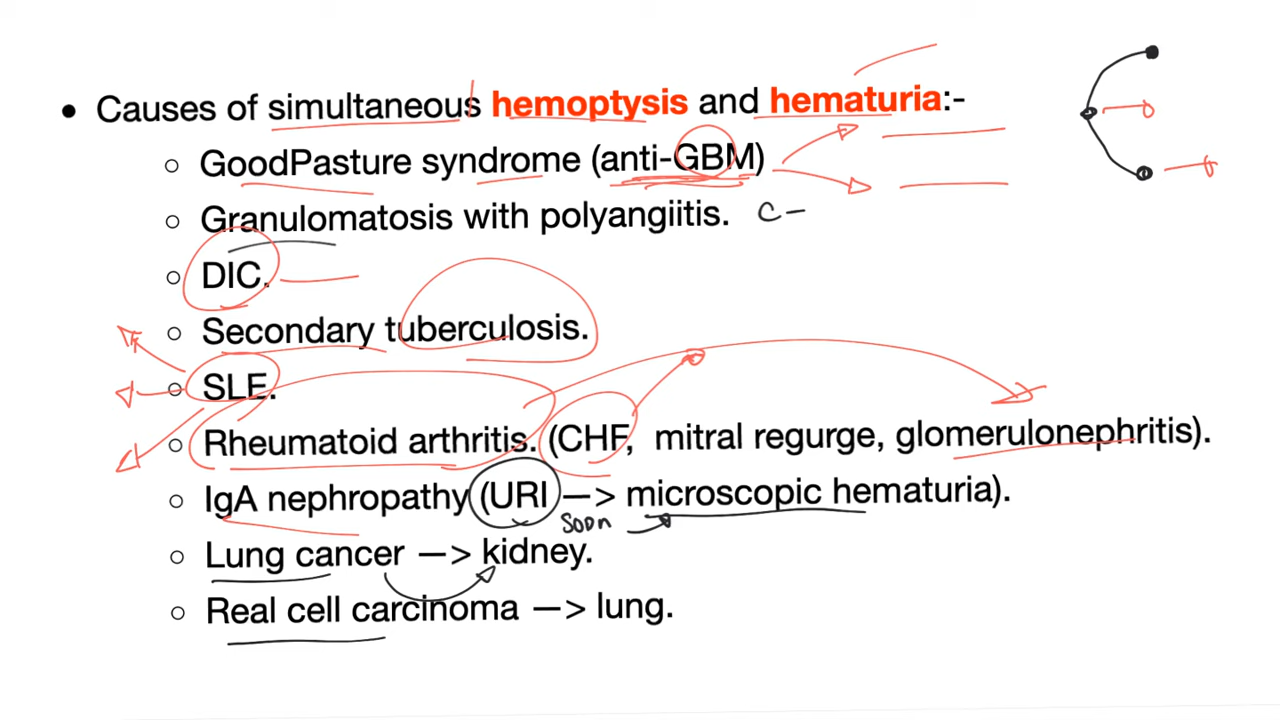 • Causes of simultaneous hemoptysis and hematuria:-
○ GoodPasture syndrome (anti-GBM)
○ Granulomatosis with polyangiitis. C-
○ DIC.
○ Secondary tuberculosis.
○ SLE.
○ Rheumatoid arthritis. (CHF, mitral regurge, glomerulonephritis).
○ IgA nephropathy (URI —> microscopic hematuria).
soon
○ Lung cancer —> kidney.
○ Real cell carcinoma —> lung.